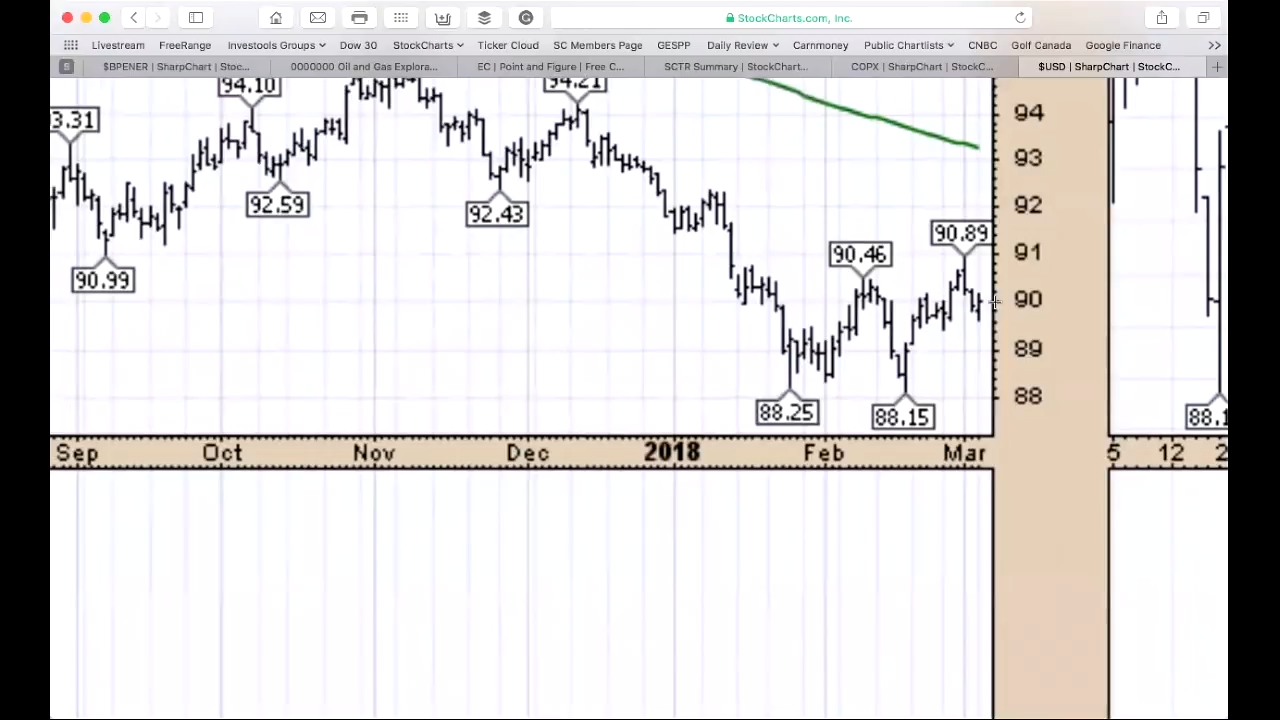 StockCharts.com, Inc.
Livestream FreeRange Investools Groups Dow 30 StockCharts Ticker Cloud SC Members Page GESPP Daily Review Carnmoney Public Chartlists CNBC Golf Canada Google Finance
S $BPENER | SharpChart | Stoc... 0000000 Oil and Gas Explora... EC | Point and Figure | Free C... SCTR Summary | StockChart... COPX | SharpChart | StockC... $USD | SharpChart | StockC...
94.10 94.21
3.31 94
93
92.59 92.43 92
90.89
90.46 91
90.99
90
89
88
88.25 88.15 88.1
Sep Oct Nov Dec 2018 Feb Mar 5 12 2